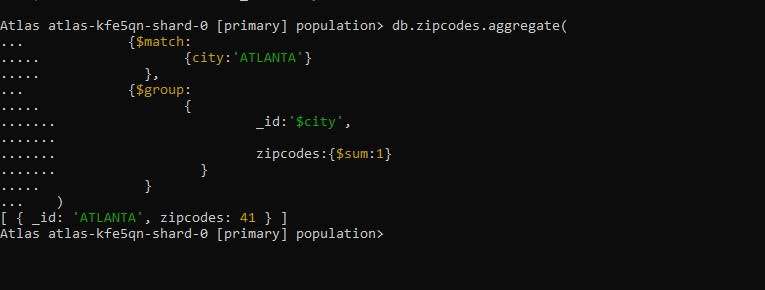 Atlas atlas-kfe5qn-shard-0 [primary] population> db.zipcodes.aggregate(
... {$match:
..... {city:'ATLANTA'}
..... },
... {$group:
..... {
....... _id:'$city',
.......
....... zipcodes:{$sum:1}
....... }
..... }
... )
[ { _id: 'ATLANTA', zipcodes: 41 } ]
Atlas atlas-kfe5qn-shard-0 [primary] population>